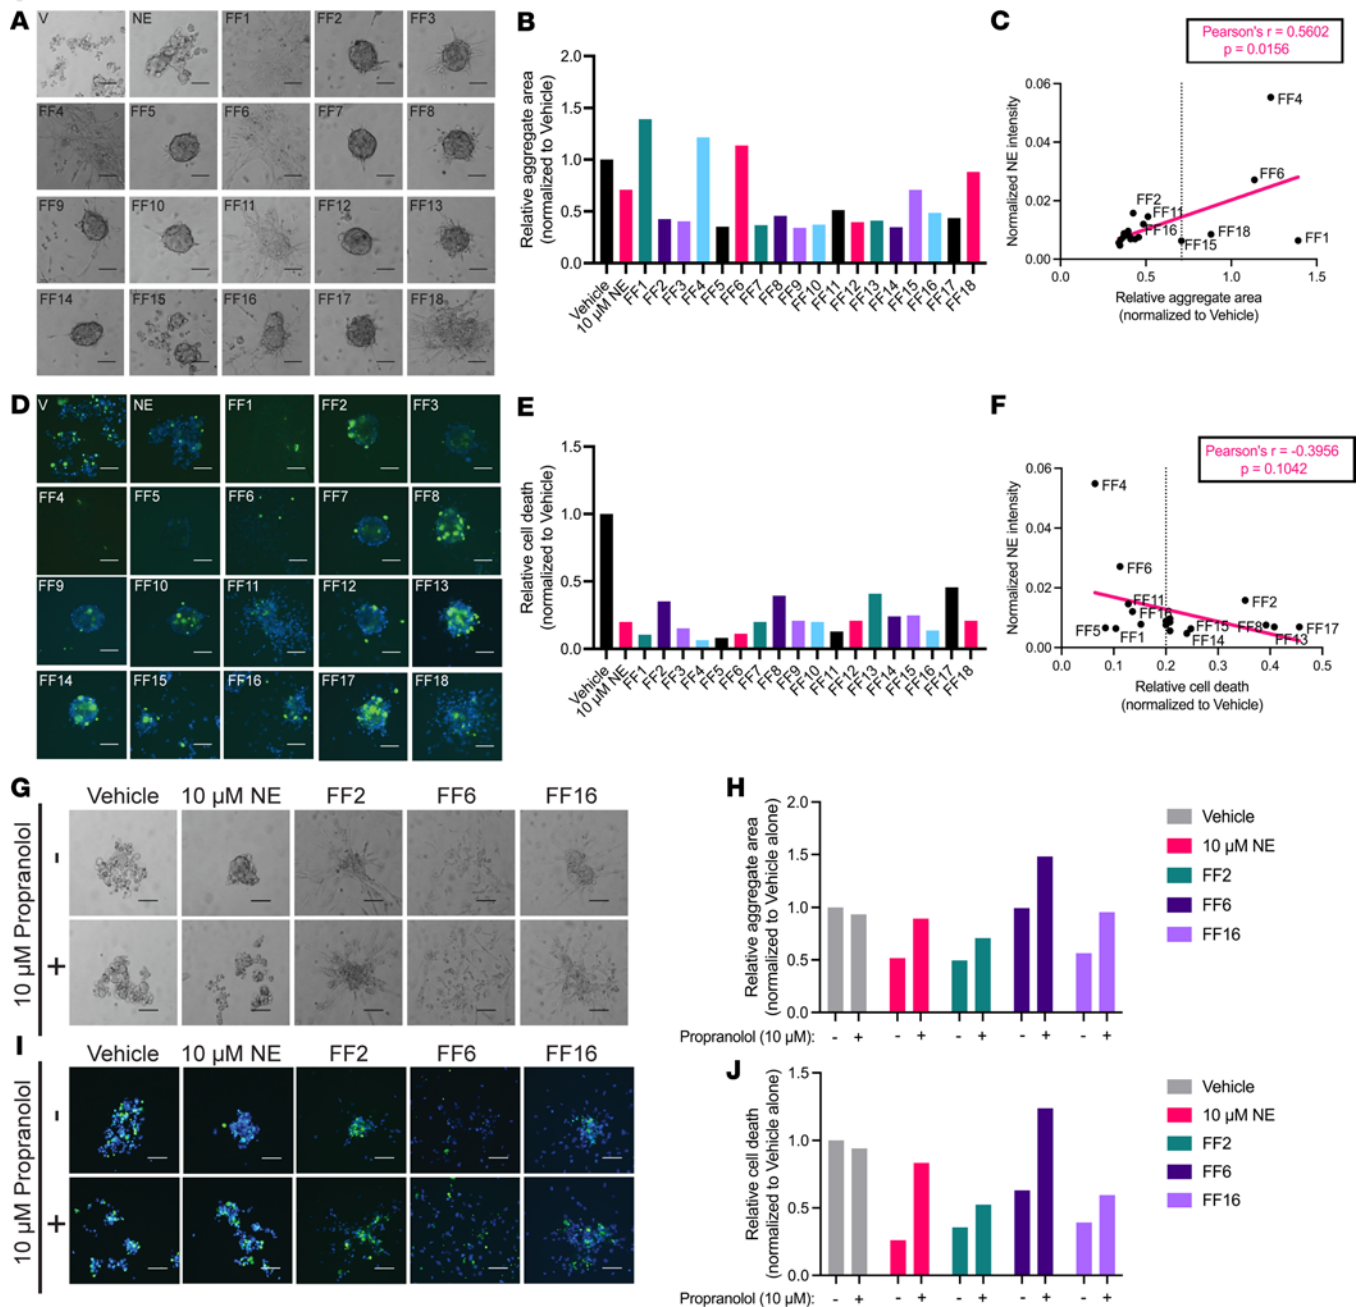 A
V
NE
FF1
FF2
FF3
FF4
FF5
FF6
FF7
FF8
FF9
FF10
FF11
FF12
FF13
FF14
FF15
FF16
FF17
FF18
B
Relative aggregate area
(normalized to Vehicle)
2.0
1.5
1.0
0.5
0.0
Vehicle
10 µM NE
FF1
FF2
FF3
FF4
FF5
FF6
FF7
FF8
FF9
FF10
FF11
FF12
FF13
FF14
FF15
FF16
FF17
FF18
C
Pearson's r = 0.5602
p = 0.0156
Normalized NE intensity
0.06
0.04
0.02
0.00
FF4
FF6
FF2
FF11
FF16
FF15
FF18
FF1
0.0
0.5
1.0
1.5
Relative aggregate area
(normalized to Vehicle)
D
V
NE
FF1
FF2
FF3
FF4
FF5
FF6
FF7
FF8
FF9
FF10
FF11
FF12
FF13
FF14
FF15
FF16
FF17
FF18
E
Relative cell death
(normalized to Vehicle)
1.5
1.0
0.5
0.0
Vehicle
10 µM NE
FF1
FF2
FF3
FF4
FF5
FF6
FF7
FF8
FF9
FF10
FF11
FF12
FF13
FF14
FF15
FF16
FF17
FF18
F
Pearson's r = -0.3956
p = 0.1042
Normalized NE intensity
0.06
0.04
0.02
0.00
FF4
FF6
FF11
FF16
FF2
FF5
FF1
FF15
FF14
FF8
FF13
FF17
0.0
0.1
0.2
0.3
0.4
0.5
Relative cell death
(normalized to Vehicle)
G
Vehicle
10 µM NE
FF2
FF6
FF16
10 µM Propranolol
-
+
H
Relative aggregate area
(normalized to Vehicle alone)
2.0
1.5
1.0
0.5
0.0
Propranolol (10 µM): - + - + - + - + - +
Vehicle
10 µM NE
FF2
FF6
FF16
I
Vehicle
10 µM NE
FF2
FF6
FF16
10 µM Propranolol
-
+
J
Relative cell death
(normalized to Vehicle alone)
1.5
1.0
0.5
0.0
Propranolol (10 µM): - + - + - + - + - +
Vehicle
10 µM NE
FF2
FF6
FF16